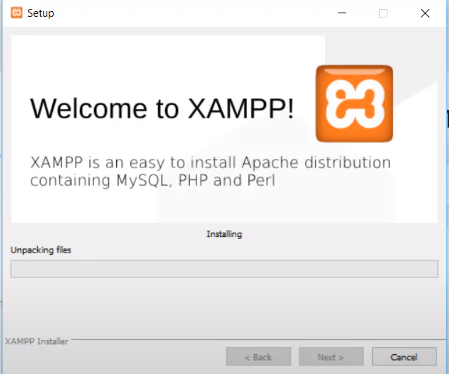 Setup
Welcome to XAMPP!
XAMPP is an easy to install Apache distribution
containing MySQL, PHP and Perl
Installing
Unpacking files
XAMPP Installer
< Back
Next >
Cancel